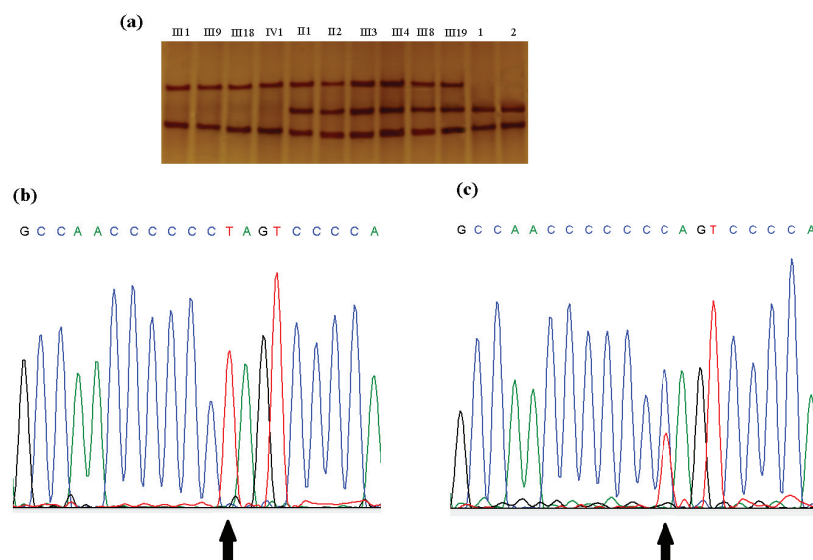 (a)
III1 III9 III18 IV1 II1 II2 III3 III4 III8 III19 1 2
(b)
G C C A A C C C C C C T A G T C C C C A
(c)
G C C A A C C C C C C C A G T C C C C A